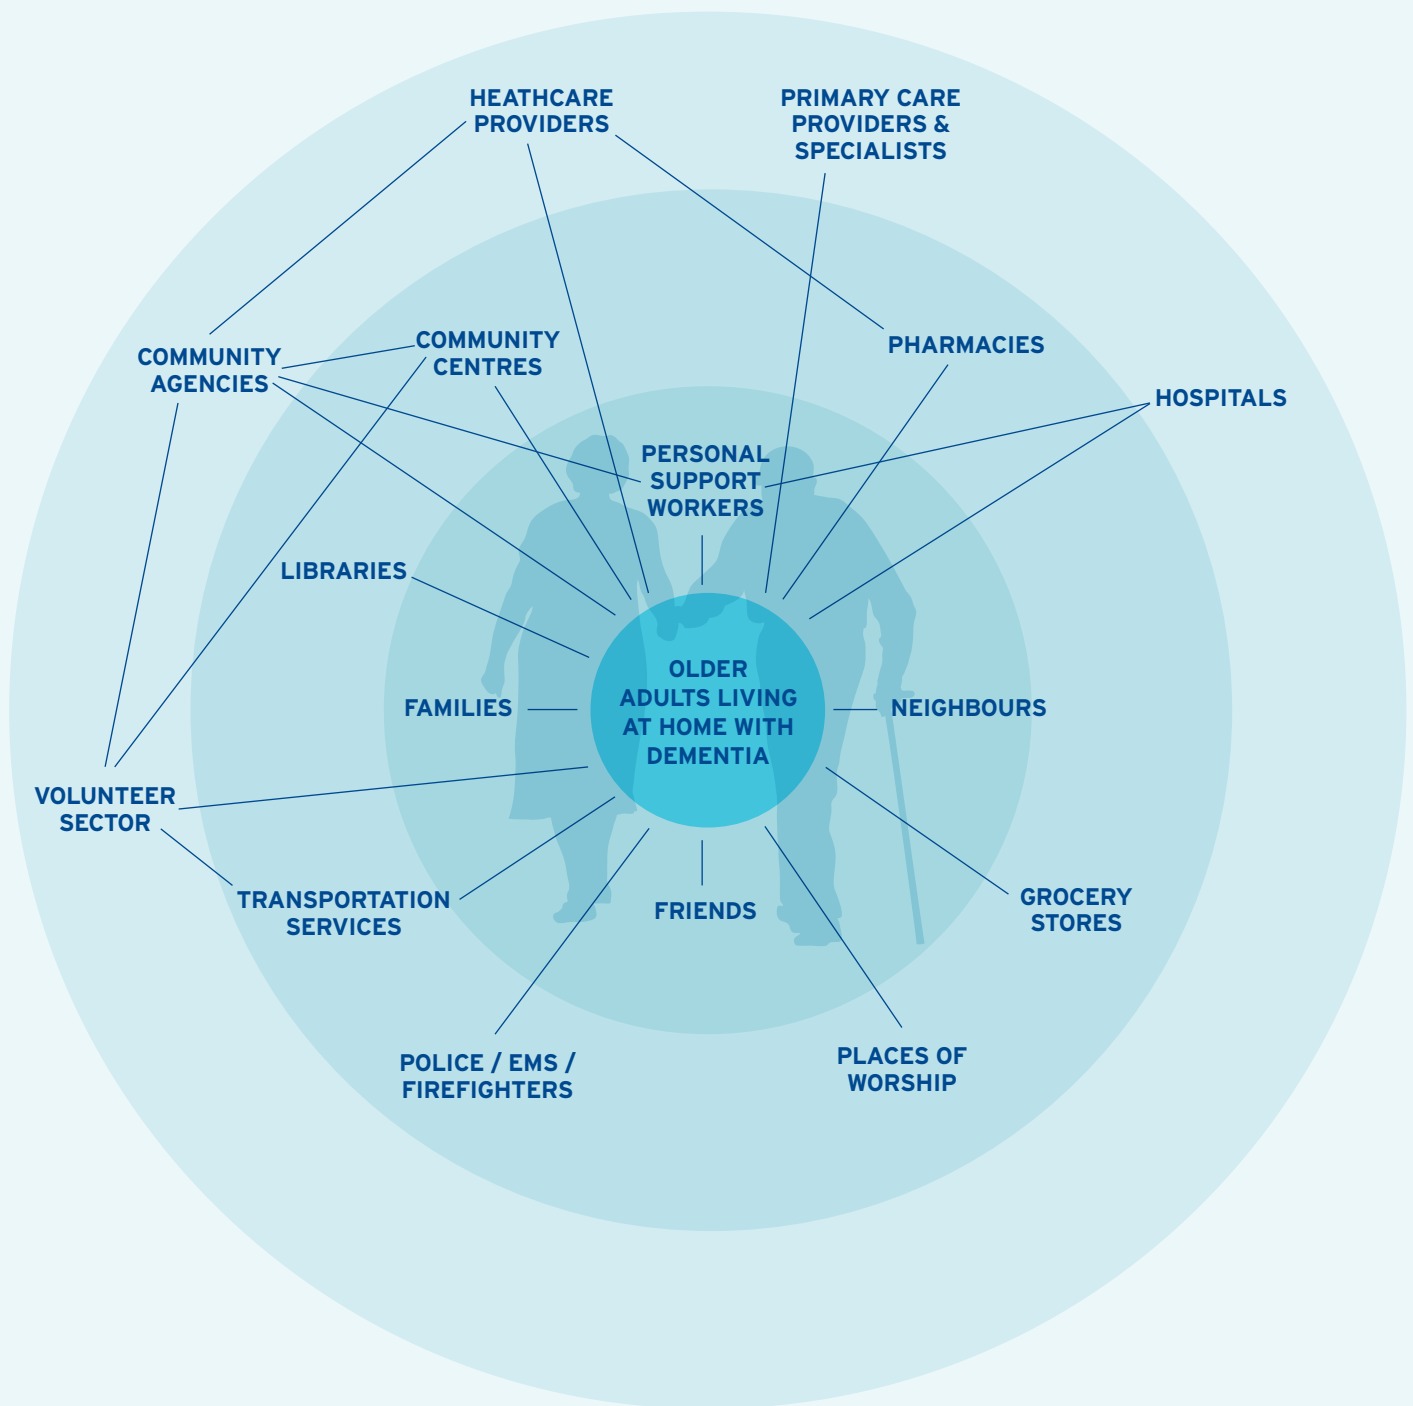 HEATHCARE
PROVIDERS
PRIMARY CARE
PROVIDERS &
SPECIALISTS
COMMUNITY
AGENCIES
COMMUNITY
CENTRES
PHARMACIES
HOSPITALS
PERSONAL
SUPPORT
WORKERS
LIBRARIES
FAMILIES
OLDER
ADULTS LIVING
AT HOME WITH
DEMENTIA
NEIGHBOURS
VOLUNTEER
SECTOR
TRANSPORTATION
SERVICES
FRIENDS
GROCERY
STORES
POLICE / EMS /
FIREFIGHTERS
PLACES OF
WORSHIP